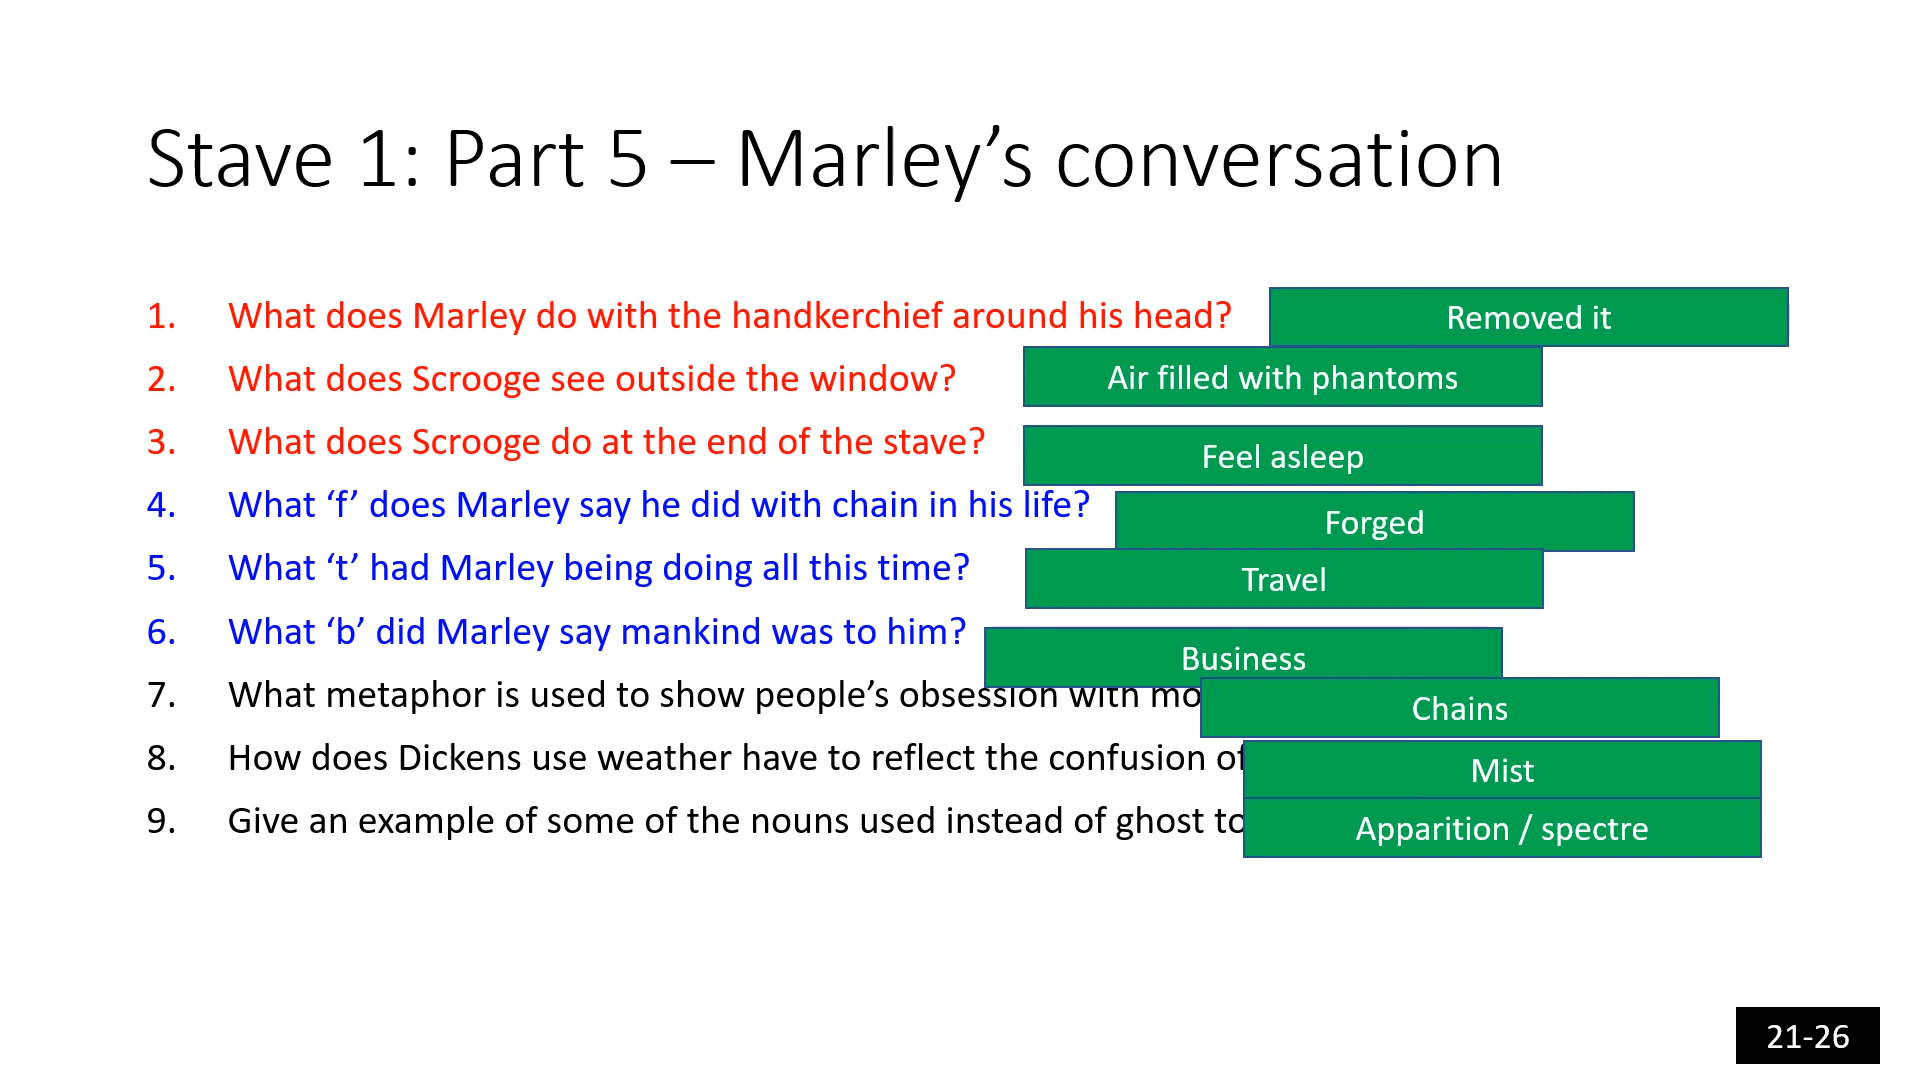 Stave 1: Part 5 – Marley’s conversation
1. What does Marley do with the handkerchief around his head? Removed it
2. What does Scrooge see outside the window? Air filled with phantoms
3. What does Scrooge do at the end of the stave? Feel asleep
4. What ‘f’ does Marley say he did with chain in his life? Forged
5. What ‘t’ had Marley being doing all this time? Travel
6. What ‘b’ did Marley say mankind was to him? Business
7. What metaphor is used to show people’s obsession with Chains
8. How does Dickens use weather have to reflect the confusion of Mist
9. Give an example of some of the nouns used instead of ghost to Apparition / spectre
21-26